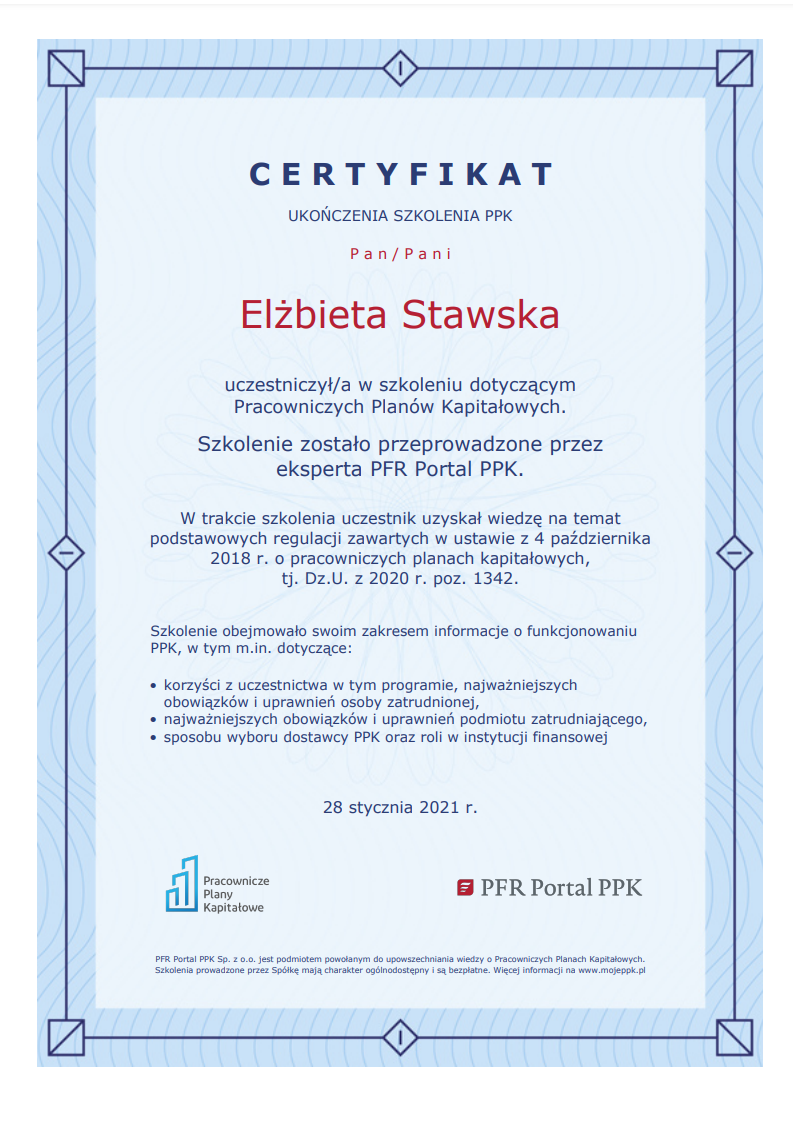 CERTYFIKAT
UKOŃCZENIA SZKOLENIA PPK
Pan/Pani
Elżbieta Stawska
uczestniczył/a w szkoleniu dotyczącym
Pracowniczych Planów Kapitałowych.
Szkolenie zostało przeprowadzone przez
eksperta PFR Portal PPK.
W trakcie szkolenia uczestnik uzyskał wiedzę na temat
podstawowych regulacji zawartych w ustawie z 4 października
2018 r. o pracowniczych planach kapitałowych,
tj. Dz.U. z 2020 r. poz. 1342.
Szkolenie obejmowało swoim zakresem informacje o funkcjonowaniu
PPK, w tym m.in. dotyczące:
• korzyści z uczestnictwa w tym programie, najważniejszych
obowiązków i uprawnień osoby zatrudnionej,
• najważniejszych obowiązków i uprawnień podmiotu zatrudniającego,
• sposobu wyboru dostawcy PPK oraz roli w instytucji finansowej
28 stycznia 2021 r.
Pracownicze
Plany
Kapitałowe
PFR Portal PPK
PFR Portal PPK Sp. z o.o. jest podmiotem powołanym do upowszechniania wiedzy o Pracowniczych Planach Kapitałowych.
Szkolenia prowadzone przez Spółkę mają charakter ogólnodostępny i są bezpłatne. Więcej informacji na www.mojeppk.pl